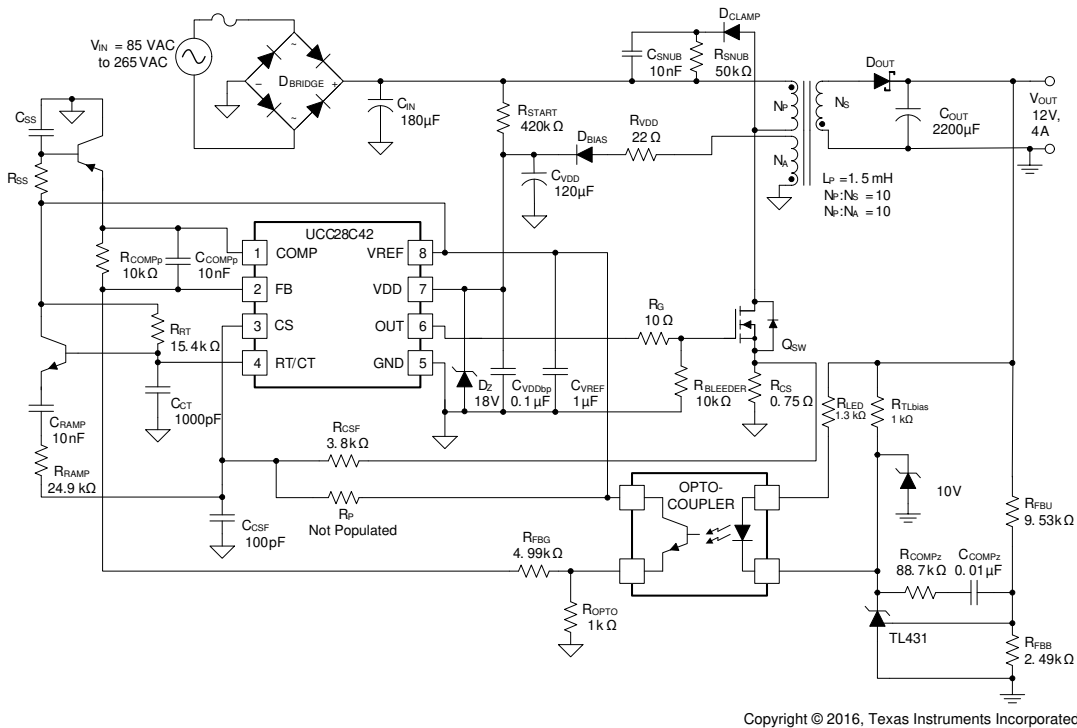 VIN = 85 VAC
to 265 VAC
~
~
−
+
DBRIDGE
CIN
180µF
CSNUB
10nF
RSNUB
50kΩ
DCLAMP
NP
NS
NA
DOUT
COUT
2200µF
VOUT
12V,
4A
LP = 1.5 mH
NP:NS = 10
NP:NA = 10
RSTART
420kΩ
DBIAS
RVDD
22 Ω
CVDD
120µF
CSS
RSS
RCOMPp
10kΩ
CCOMPp
10nF
UCC28C42
1
COMP
VREF
8
2
FB
VDD
7
3
CS
OUT
6
4
RT/CT
GND
5
RRT
15.4kΩ
CCT
1000pF
CRAMP
10nF
RRAMP
24.9 kΩ
DZ
18V
CVDDbp
0.1µF
CVREF
1µF
RG
10 Ω
RBLEEDER
10kΩ
QSW
RCS
0.75 Ω
RCSF
3.8kΩ
RP
Not Populated
CCSF
100pF
RLED
1.3 kΩ
RTLbias
1 kΩ
10V
OPTO-
COUPLER
RFBG
4.99kΩ
ROPTO
1kΩ
RFBU
9.53kΩ
RCOMPz
88.7kΩ
CCOMPz
0.01µF
TL431
RFBB
2.49kΩ
Copyright © 2016, Texas Instruments Incorporated